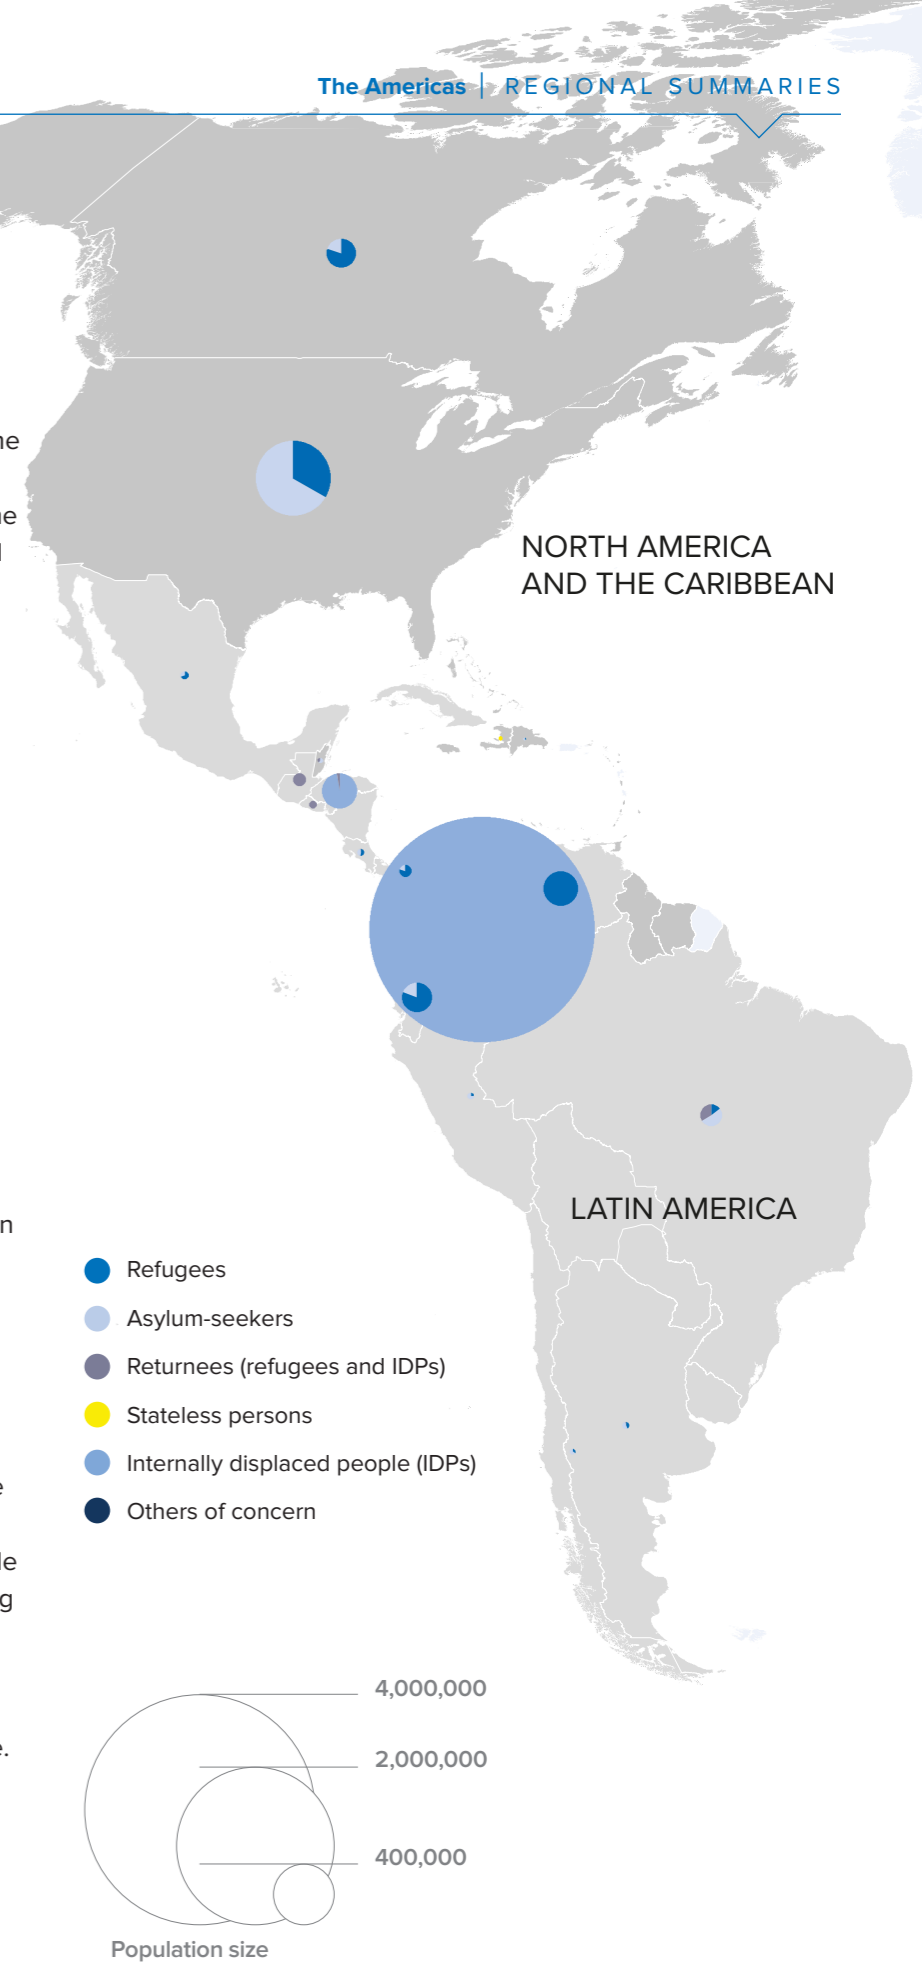 The Americas | REGIONAL SUMMARIES
NORTH AMERICA
AND THE CARIBBEAN
LATIN AMERICA
Refugees
Asylum-seekers
Returnees (refugees and IDPs)
Stateless persons
Internally displaced people (IDPs)
Others of concern
4,000,000
2,000,000
400,000
Population size